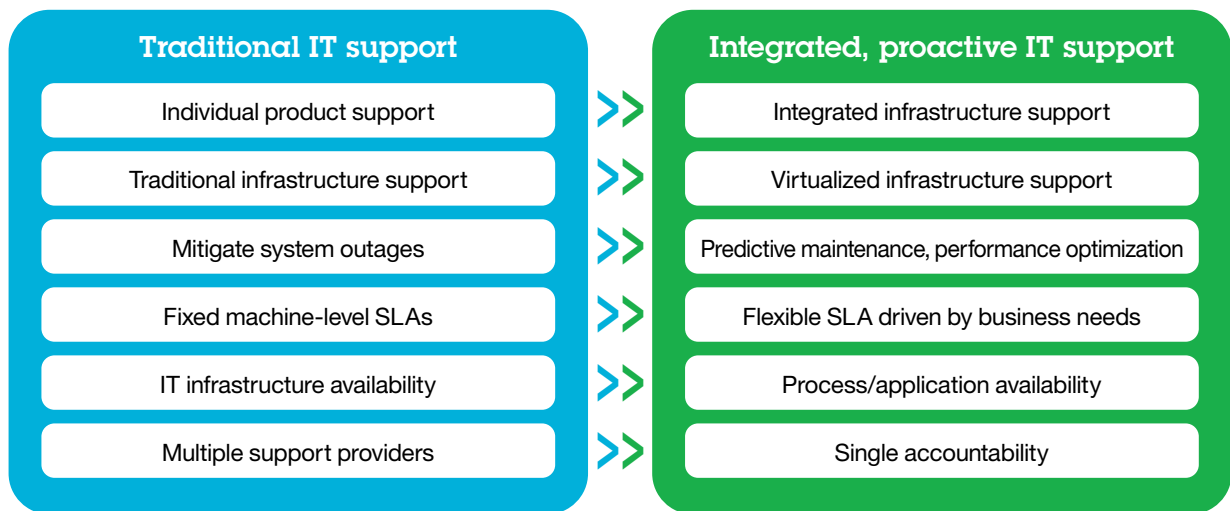 Traditional IT support
Integrated, proactive IT support
Individual product support
Integrated infrastructure support
Traditional infrastructure support
Virtualized infrastructure support
Mitigate system outages
Predictive maintenance, performance optimization
Fixed machine-level SLAs
Flexible SLA driven by business needs
IT infrastructure availability
Process/application availability
Multiple support providers
Single accountability